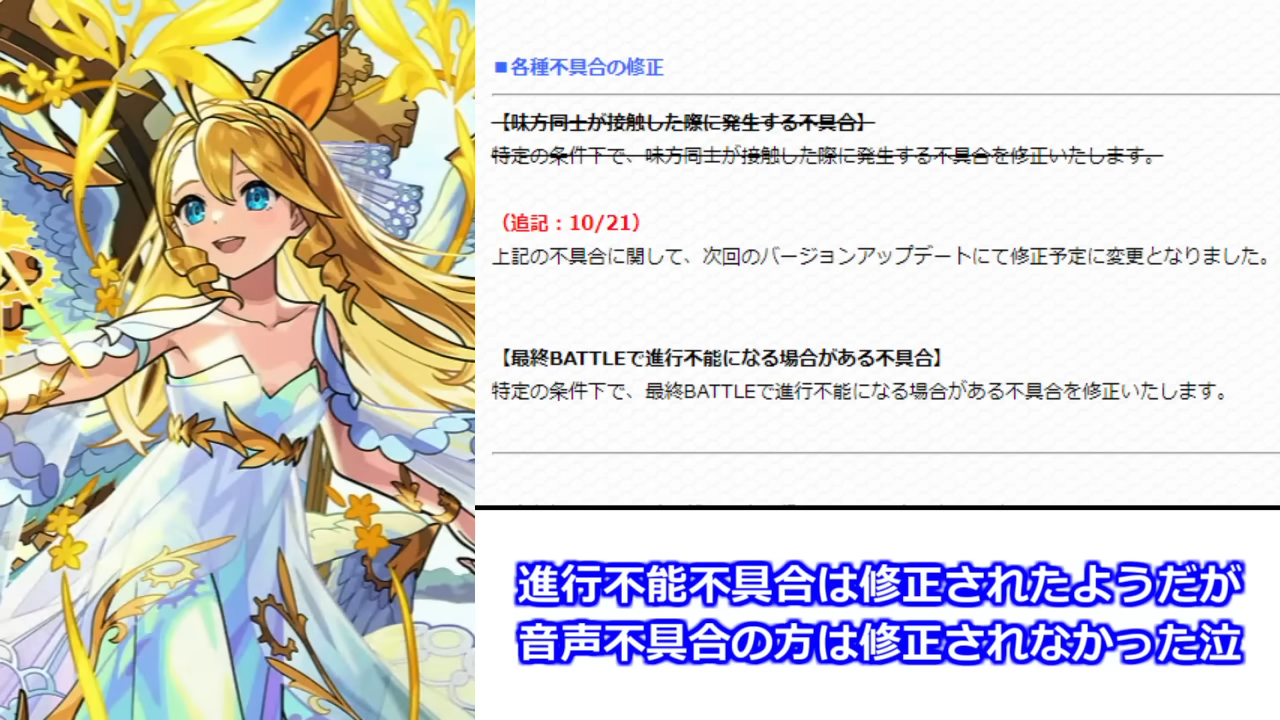 ■各種不具合の修正
【味方同士が接触した際に発生する不具合】
特定の条件下で、味方同士が接触した際に発生する不具合を修正いたします。
（追記：10/21）
上記の不具合に関して、次回のバージョンアップデートにて修正予定に変更となりました。
【最終BATTLEで進行不能になる場合がある不具合】
特定の条件下で、最終BATTLEで進行不能になる場合がある不具合を修正いたします。
進行不能不具合は修正されたようだが
音声不具合の方は修正されなかった泣